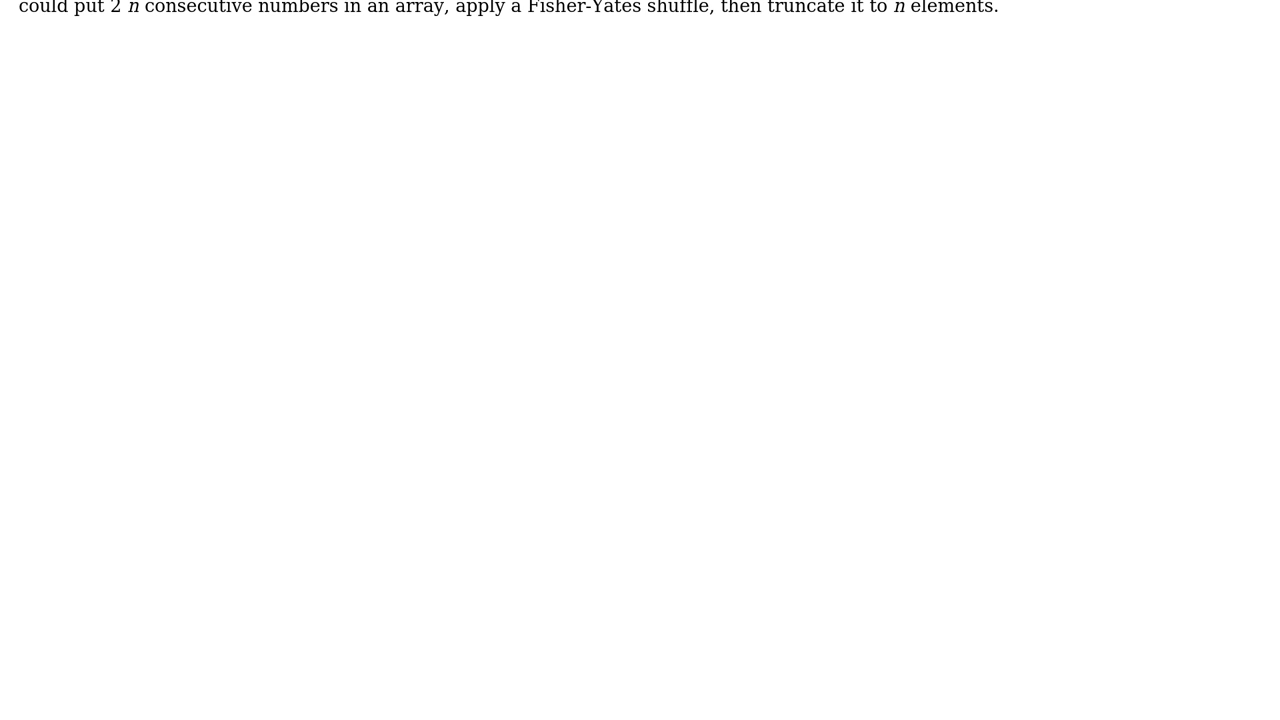 could put 2 n consecutive numbers in an array, apply a Fisher-Yates shuffle, then truncate it to n elements.